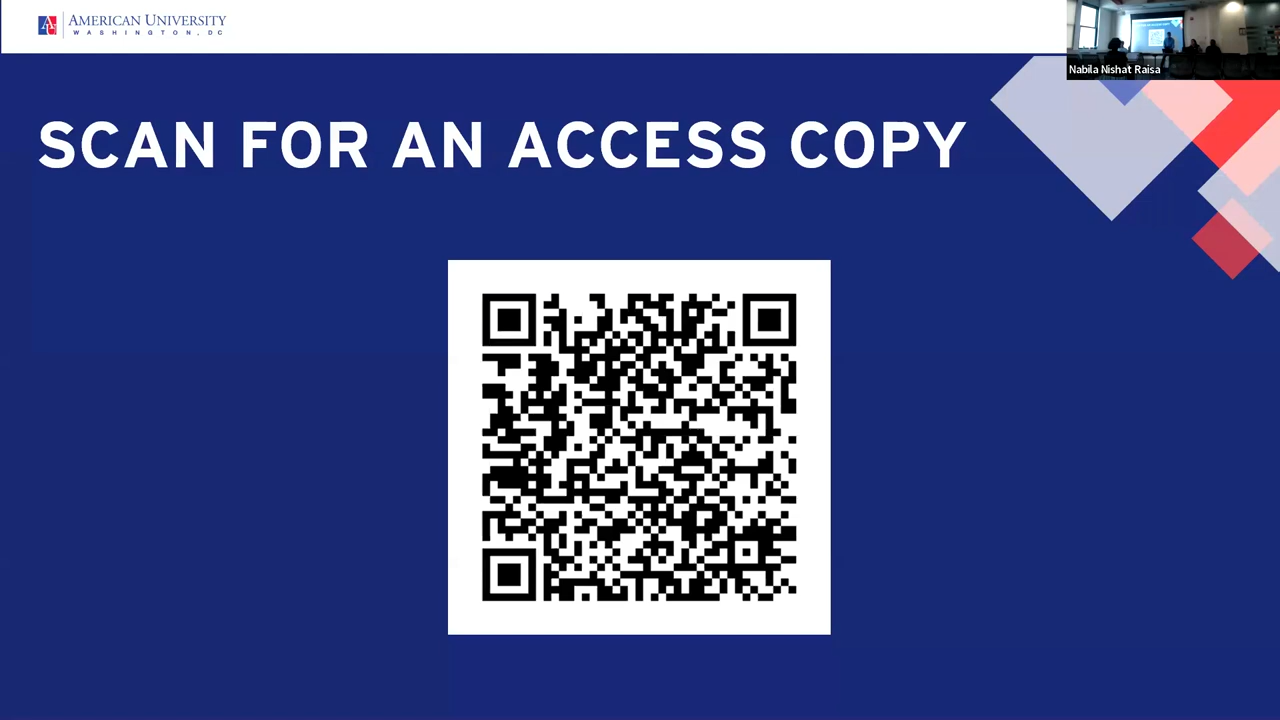 AMERICAN UNIVERSITY
WASHINGTON, DC
Nabila Nishat Raisa
SCAN FOR AN ACCESS COPY